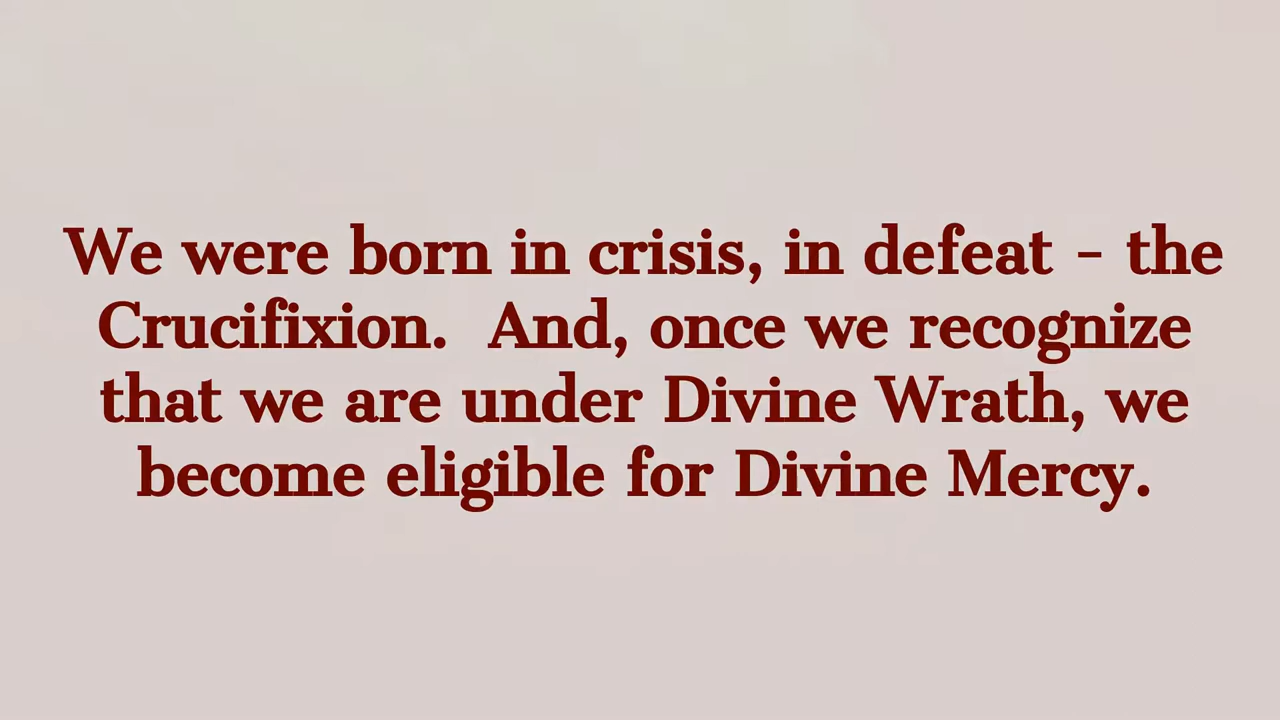 We were born in crisis, in defeat - the
Crucifixion.  And, once we recognize
that we are under Divine Wrath, we
become eligible for Divine Mercy.